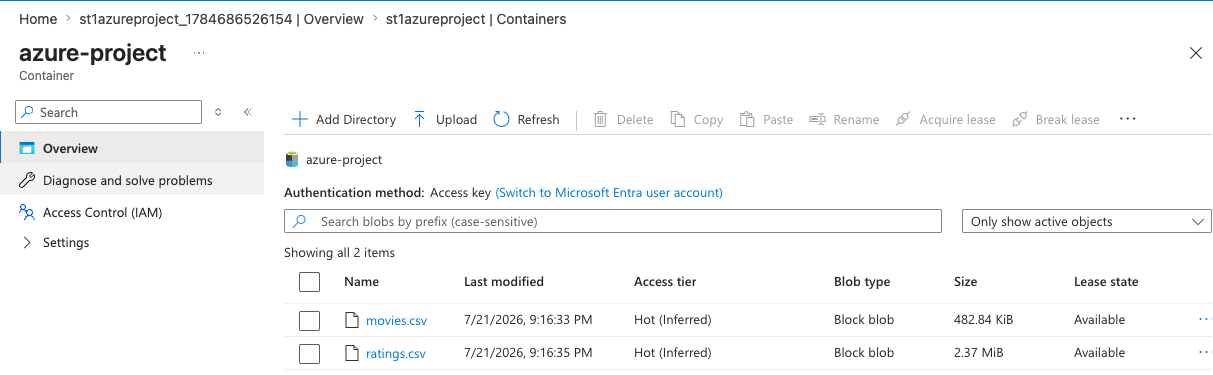 Home > st1azureproject_1784686526154 | Overview > st1azureproject | Containers
azure-project ...
Container
Search
Overview
Diagnose and solve problems
Access Control (IAM)
Settings
Add Directory Upload Refresh Delete Copy Paste Rename Acquire lease Break lease ...
azure-project
Authentication method: Access key (Switch to Microsoft Entra user account)
Search blobs by prefix (case-sensitive) Only show active objects
Showing all 2 items
Name Last modified Access tier Blob type Size Lease state
movies.csv 7/21/2026, 9:16:33 PM Hot (Inferred) Block blob 482.84 KiB Available ...
ratings.csv 7/21/2026, 9:16:35 PM Hot (Inferred) Block blob 2.37 MiB Available ...